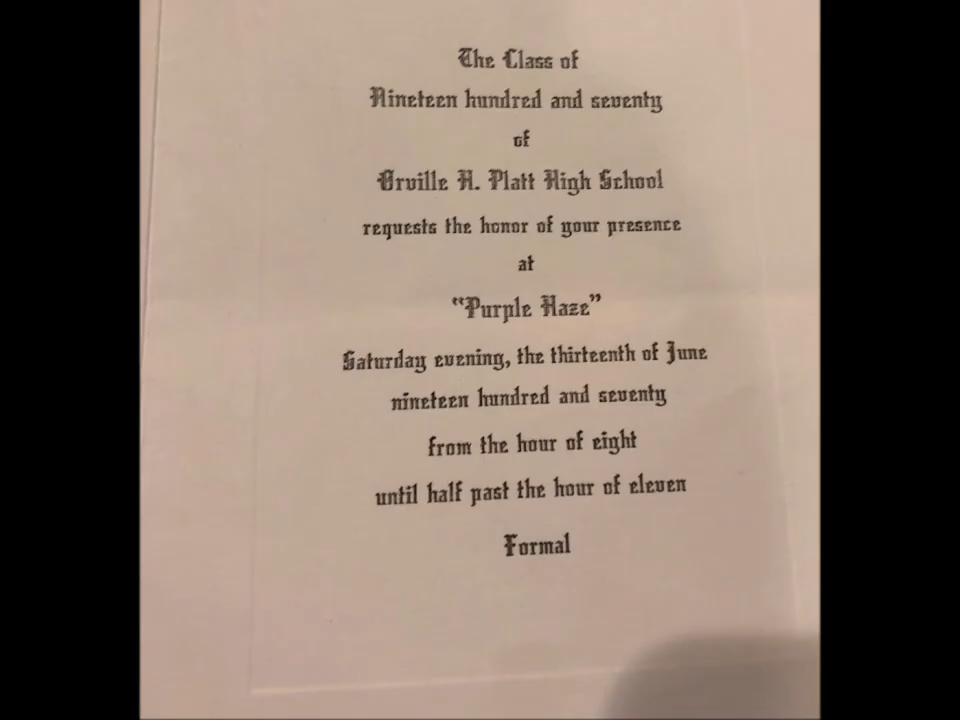 The Class of
Nineteen hundred and seventy
of
Orville H. Platt High School
requests the honor of your presence
at
“Purple Haze”
Saturday evening, the thirteenth of June
nineteen hundred and seventy
from the hour of eight
until half past the hour of eleven
Formal